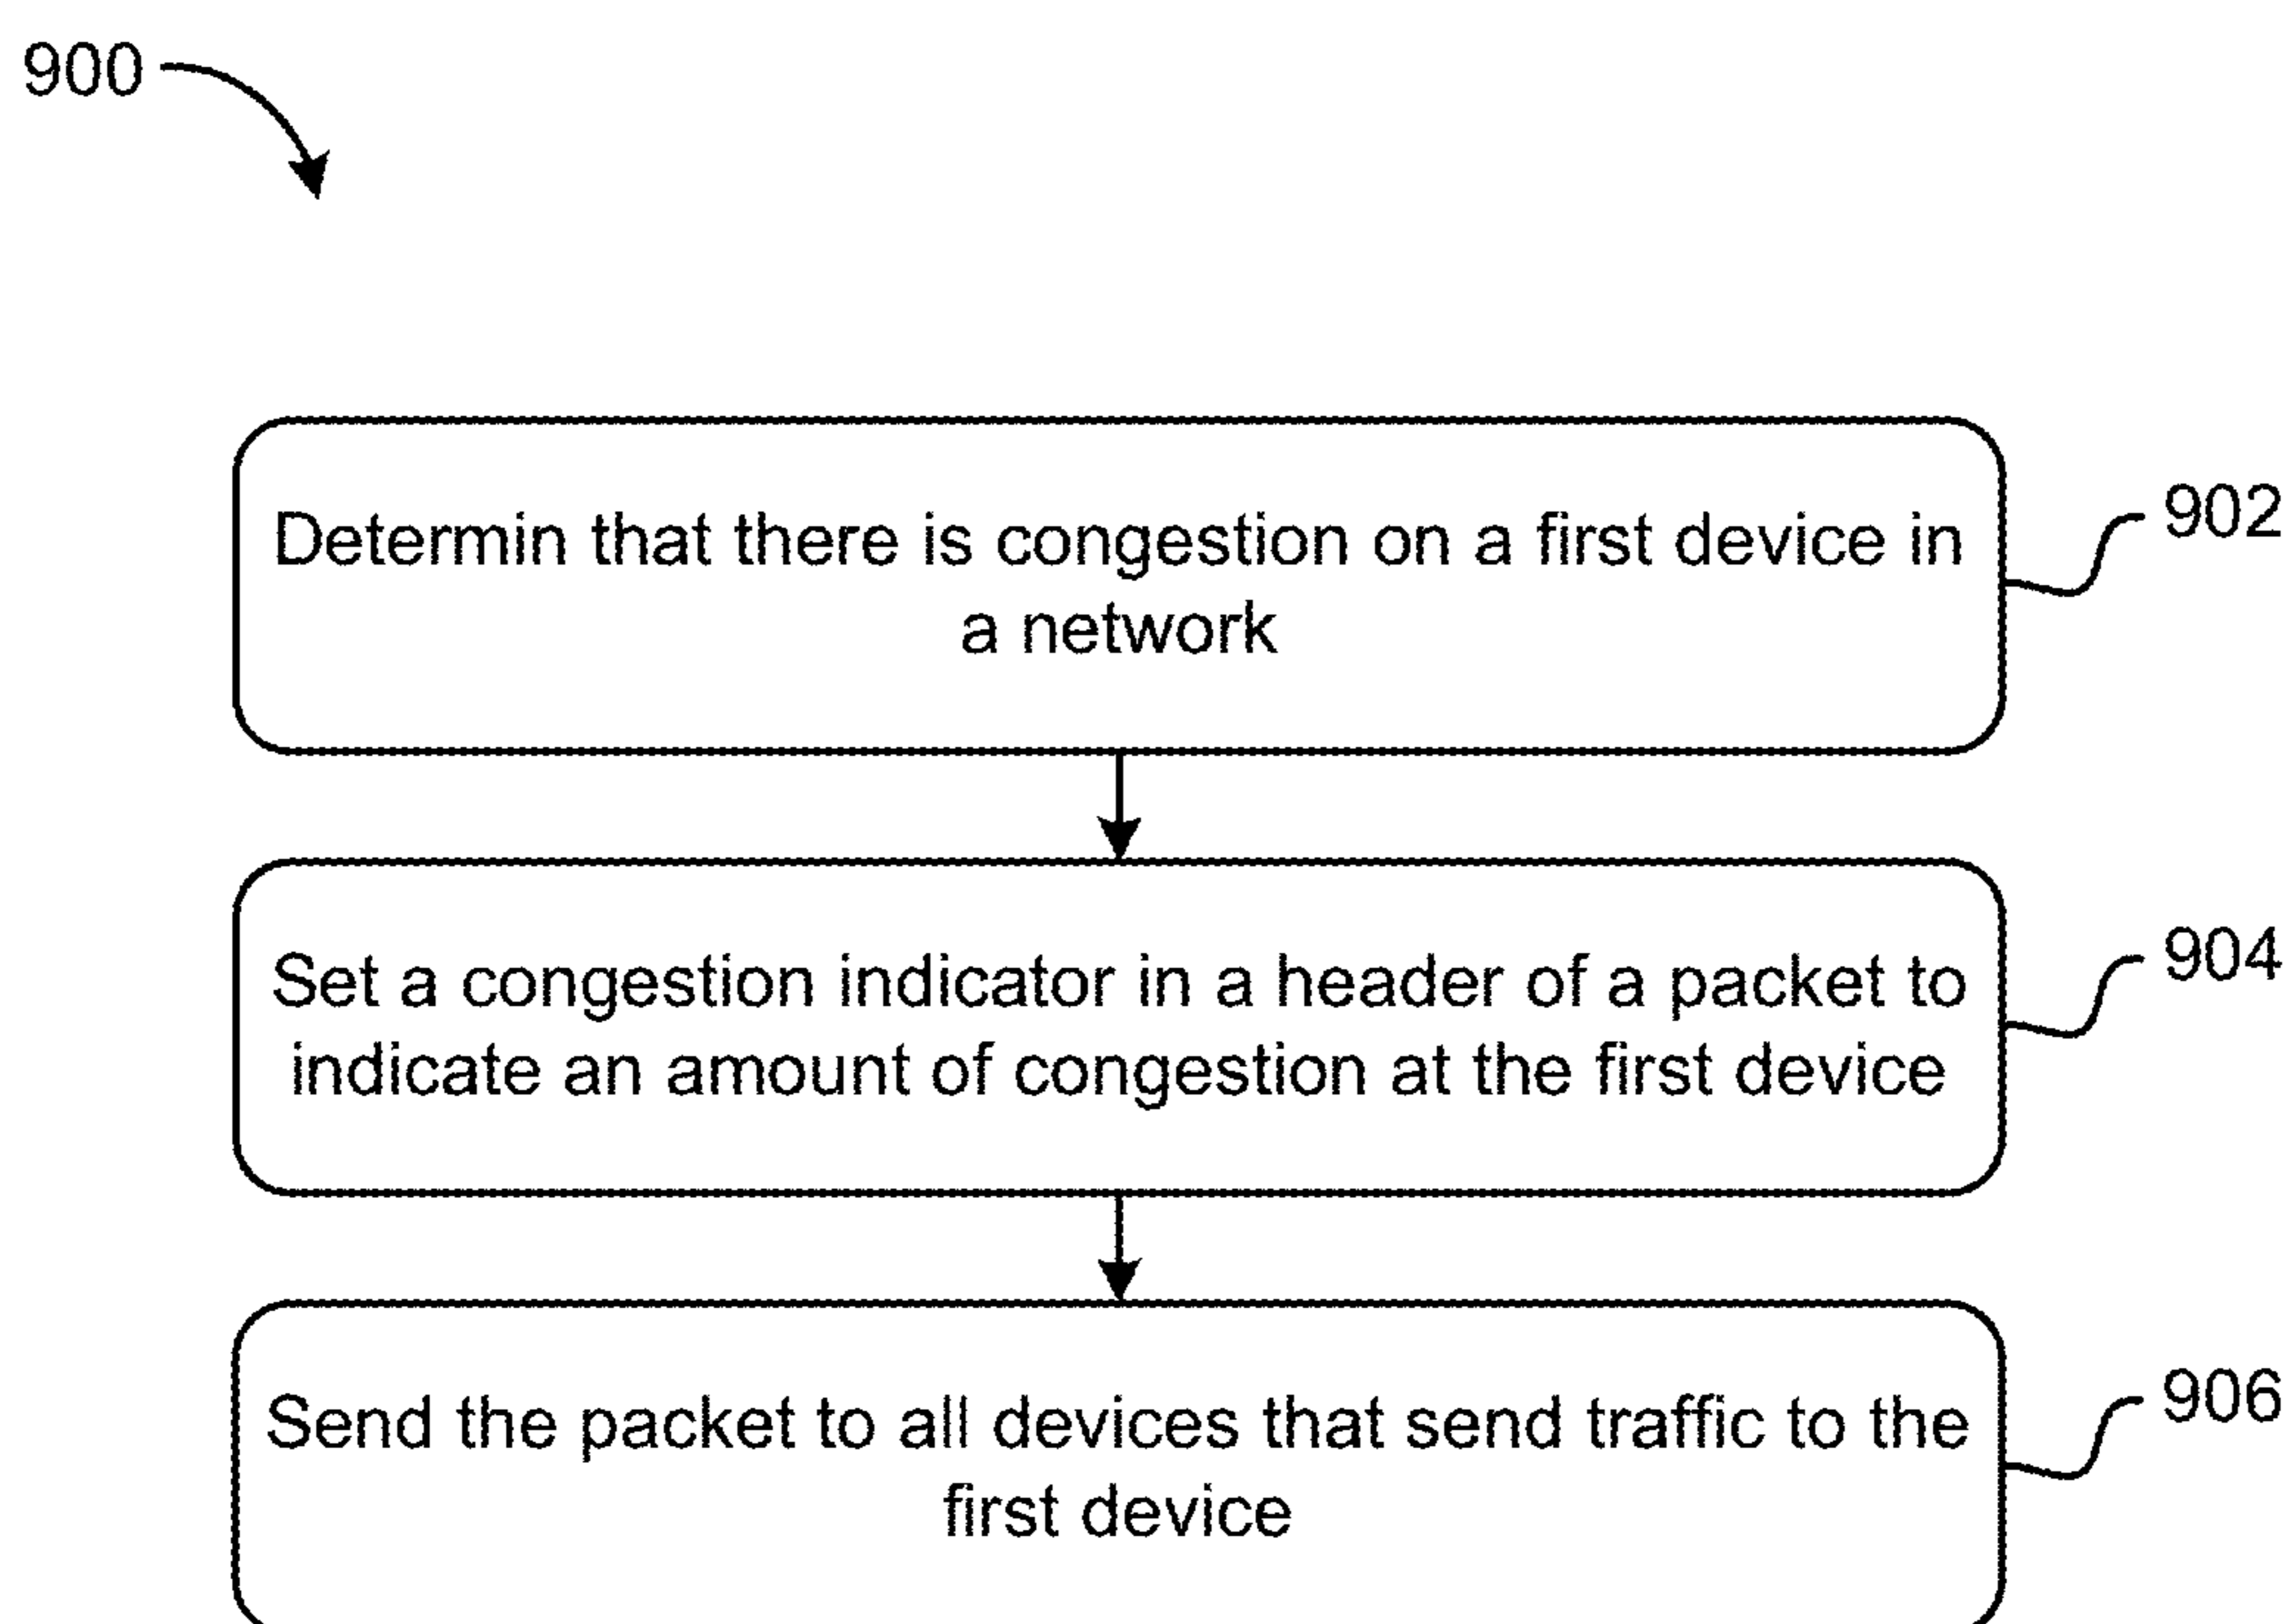 900
Determin that there is congestion on a first device in
a network
902
Set a congestion indicator in a header of a packet to
indicate an amount of congestion at the first device
904
Send the packet to all devices that send traffic to the
first device
906